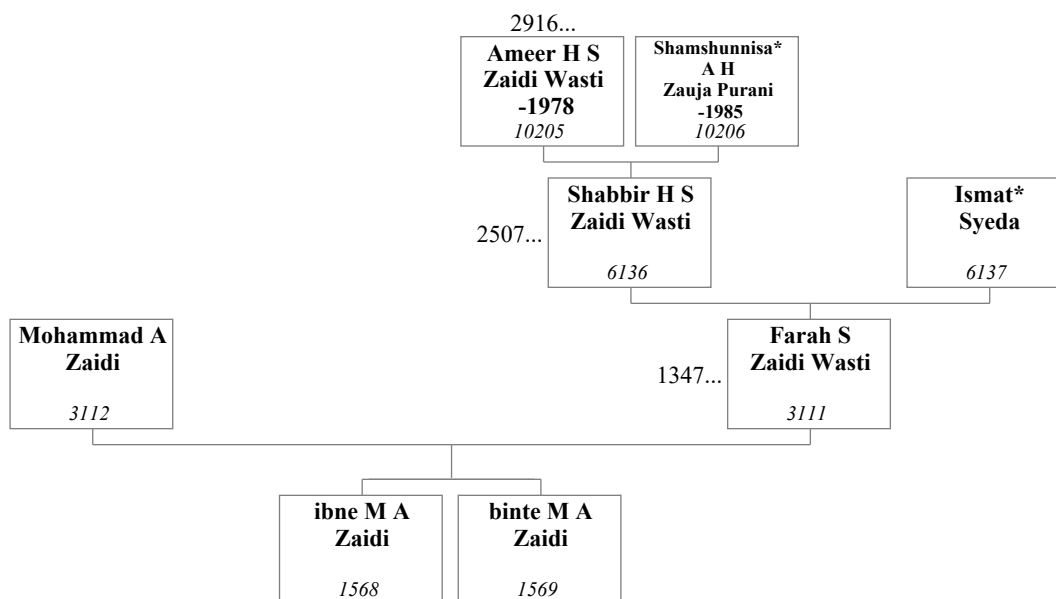 2916...
Ameer H S
Zaidi Wasti
-1978
10205
Shamshunnisa*
A H
Zauja Purani
-1985
10206
2507...
Shabbir H S
Zaidi Wasti
6136
Ismat*
Syeda
6137
Mohammad A
Zaidi
3112
1347...
Farah S
Zaidi Wasti
3111
ibne M A
Zaidi
1568
binte M A
Zaidi
1569